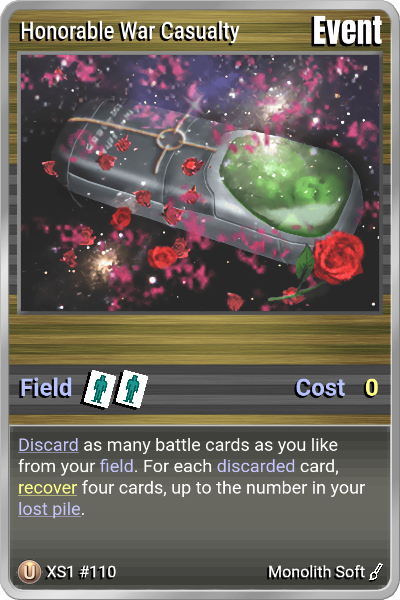 Honorable War Casualty
Event
Field
Cost 0
Discard as many battle cards as you like
from your field. For each discarded card,
recover four cards, up to the number in your
lost pile.
U XS1 #110
Monolith Soft